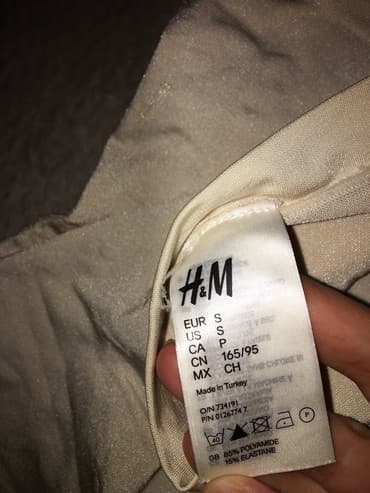 H&M
EUR S
US S
CA P
CN 165/95
MX CH
Made in Turkey
O/N 734191
P/N 0126774 7
40 P
GB 85% POLYAMIDE
15% ELASTANE